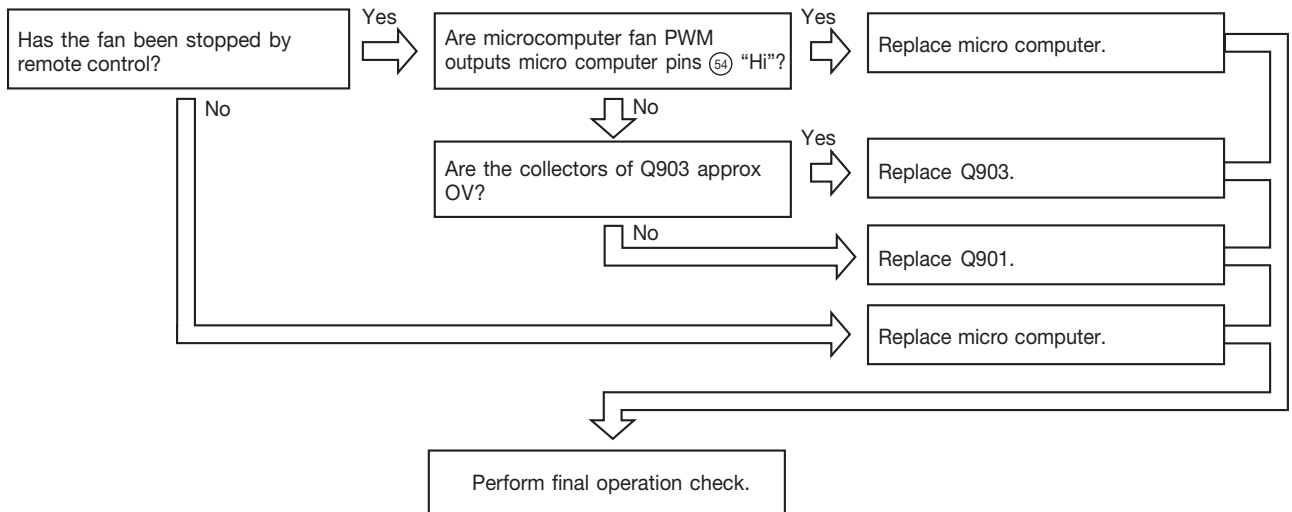 Has the fan been stopped by
remote control?
Yes
Are microcomputer fan PWM
outputs micro computer pins 54 “Hi”?
Yes
Replace micro computer.
No
No
Are the collectors of Q903 approx
OV?
Yes
Replace Q903.
No
Replace Q901.
Replace micro computer.
Perform final operation check.